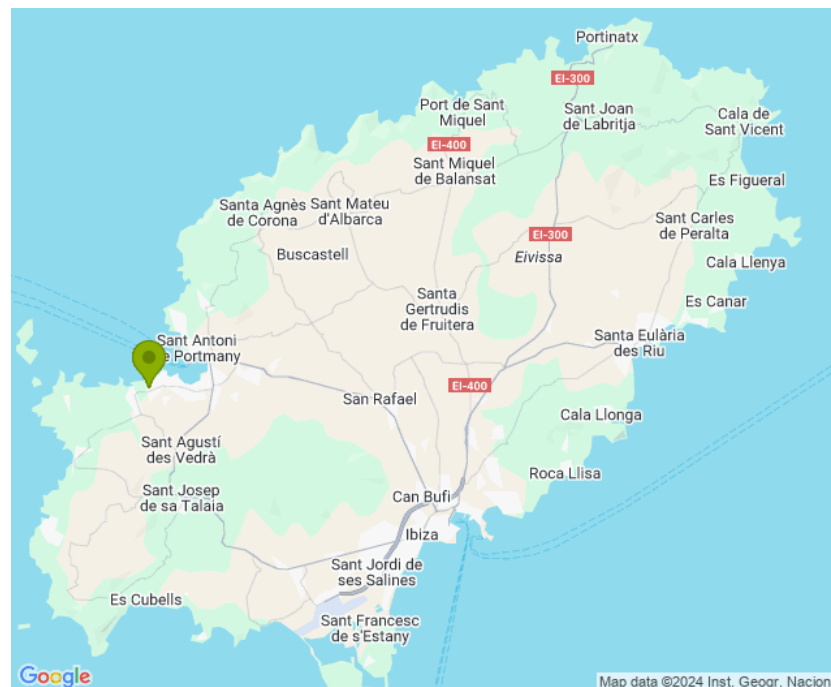 Portinatx
EI-300
Port de Sant
Miquel
Sant Joan
de Labritja
Cala de
Sant Vicent
EI-400
Sant Miquel
de Balansat
Es Figueral
Santa Agnès
de Corona
Sant Mateu
d'Albarca
Sant Carles
de Peralta
EI-300
Buscastell
Eivissa
Cala Llenya
Santa
Gertrudis
de Fruitera
Es Canar
Sant Antoni
Portmany
Santa Eulària
des Riu
EI-400
San Rafael
Cala Llonga
Sant Agustí
des Vedrà
Roca Llisa
Sant Josep
de sa Talaia
Can Bufi
Ibiza
Sant Jordi de
ses Salines
Es Cubells
Sant Francesc
de s'Estany
Google
Map data ©2024 Inst. Geogr. Nacion